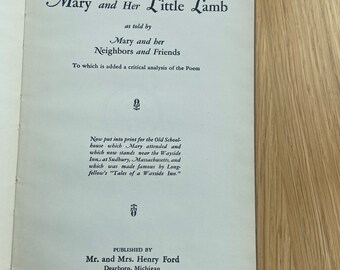 Mary and Her Little Lamb
as told by
Mary and her
Neighbors and Friends
To which is added a critical analysis of the Poem
Now put into print for the Old School-
house which Mary attended and
which now stands near the Wayside
Inn at Sudbury, Massachusetts, and
which was made famous by Long-
fellow's "Tales of a Wayside Inn."
PUBLISHED BY
Mr. and Mrs. Henry Ford
Dearborn, Michigan